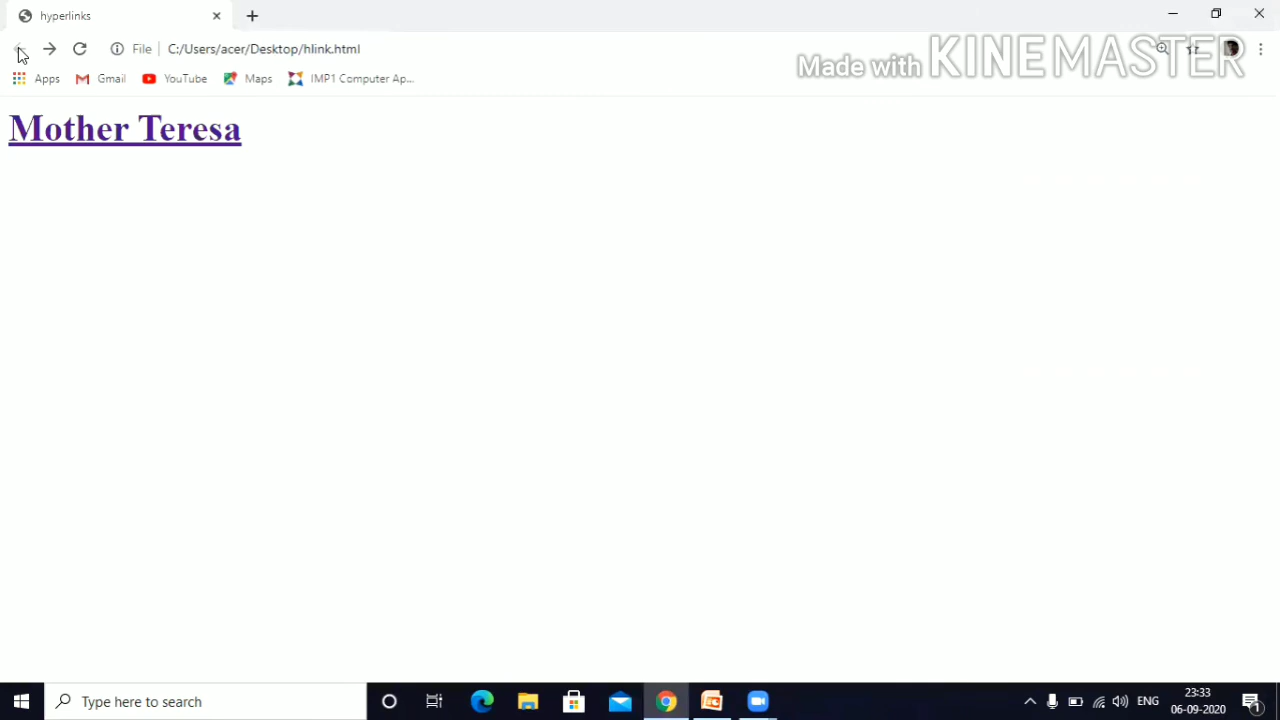 hyperlinks
File C:/Users/acer/Desktop/hlink.html
Made with KINEMASTER
Apps Gmail YouTube Maps IMP1 Computer Ap...
Mother Teresa
Type here to search
ENG
23:33
06-09-2020
1